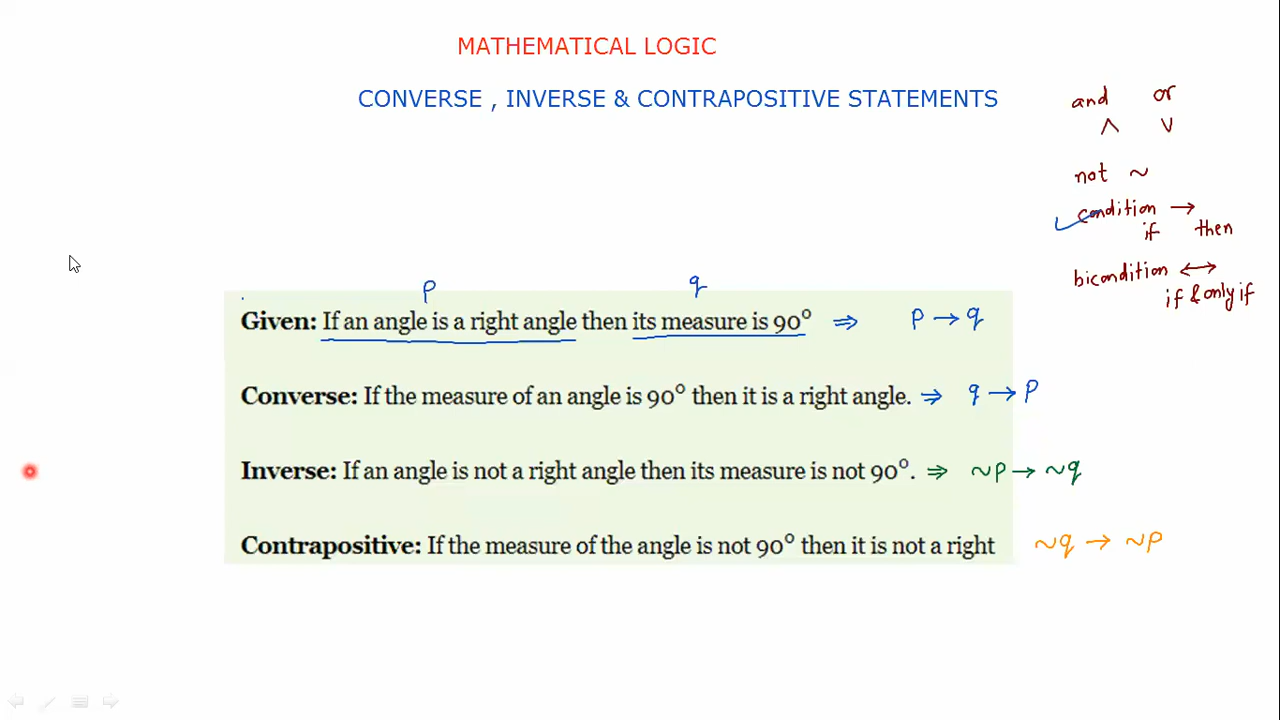 MATHEMATICAL LOGIC
CONVERSE , INVERSE & CONTRAPOSITIVE STATEMENTS
and or
∧ ∨
not ~
condition →
if then
bicondition ↔
if & only if
p q
Given: If an angle is a right angle then its measure is 90° ⇒ p → q
Converse: If the measure of an angle is 90° then it is a right angle. ⇒ q → p
Inverse: If an angle is not a right angle then its measure is not 90°. ⇒ ~p → ~q
Contrapositive: If the measure of the angle is not 90° then it is not a right ~q → ~p